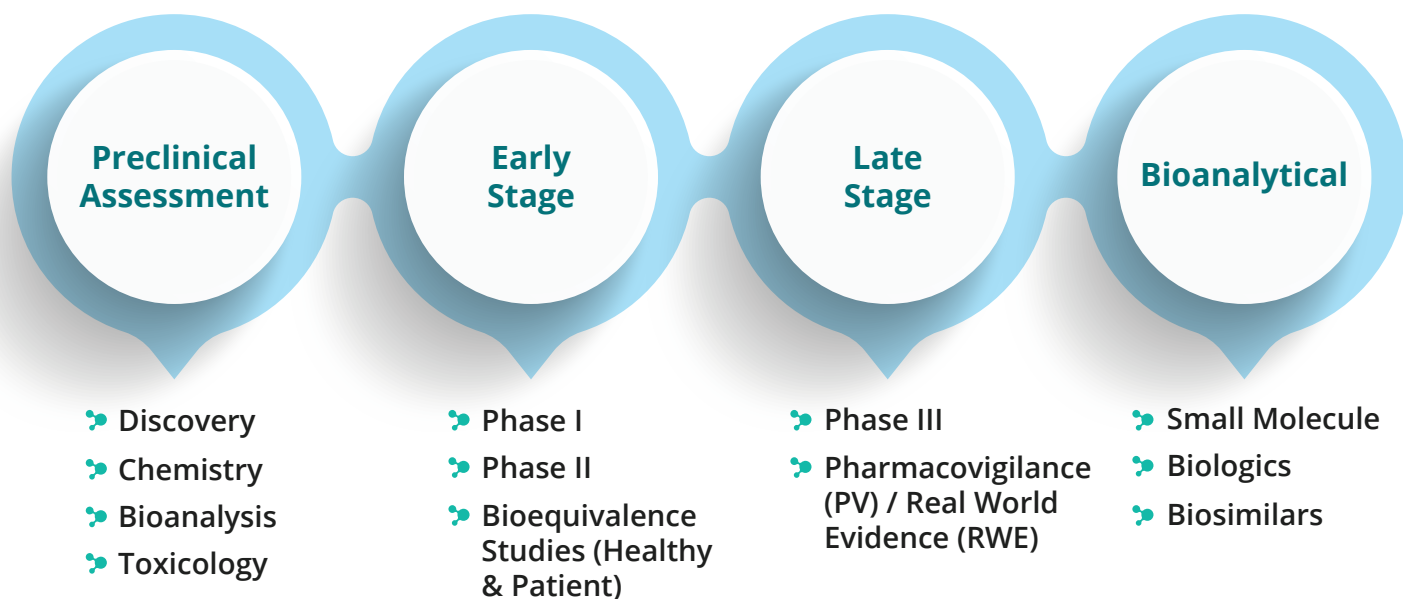 Preclinical
Assessment
Early
Stage
Late
Stage
Bioanalytical
Discovery
Chemistry
Bioanalysis
Toxicology
Phase I
Phase II
Bioequivalence
Studies (Healthy
& Patient)
Phase III
Pharmacovigilance
(PV) / Real World
Evidence (RWE)
Small Molecule
Biologics
Biosimilars